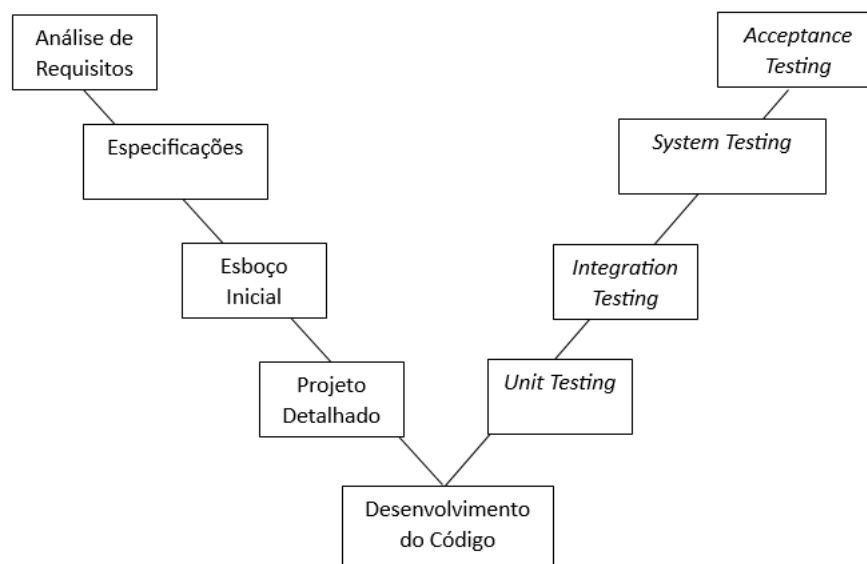 Análise de
Requisitos
Acceptance
Testing
Especificações
System Testing
Esboço
Inicial
Integration
Testing
Projeto
Detalhado
Unit Testing
Desenvolvimento
do Código